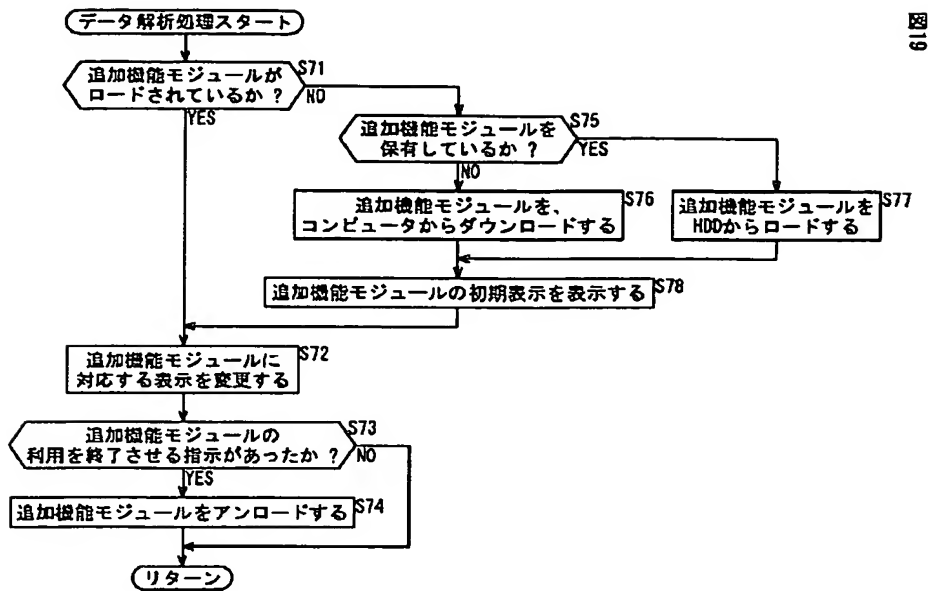 図19
データ解析処理スタート
追加機能モジュールが
ロードされているか ?
S71
NO
YES
追加機能モジュールを
保有しているか ?
S75
YES
NO
追加機能モジュールを、
コンピュータからダウンロードする
S76
追加機能モジュールを
HDDからロードする
S77
追加機能モジュールの初期表示を表示する
S78
追加機能モジュールに
対応する表示を変更する
S72
追加機能モジュールの
利用を終了させる指示があったか ?
S73
NO
YES
追加機能モジュールをアンロードする
S74
リターン